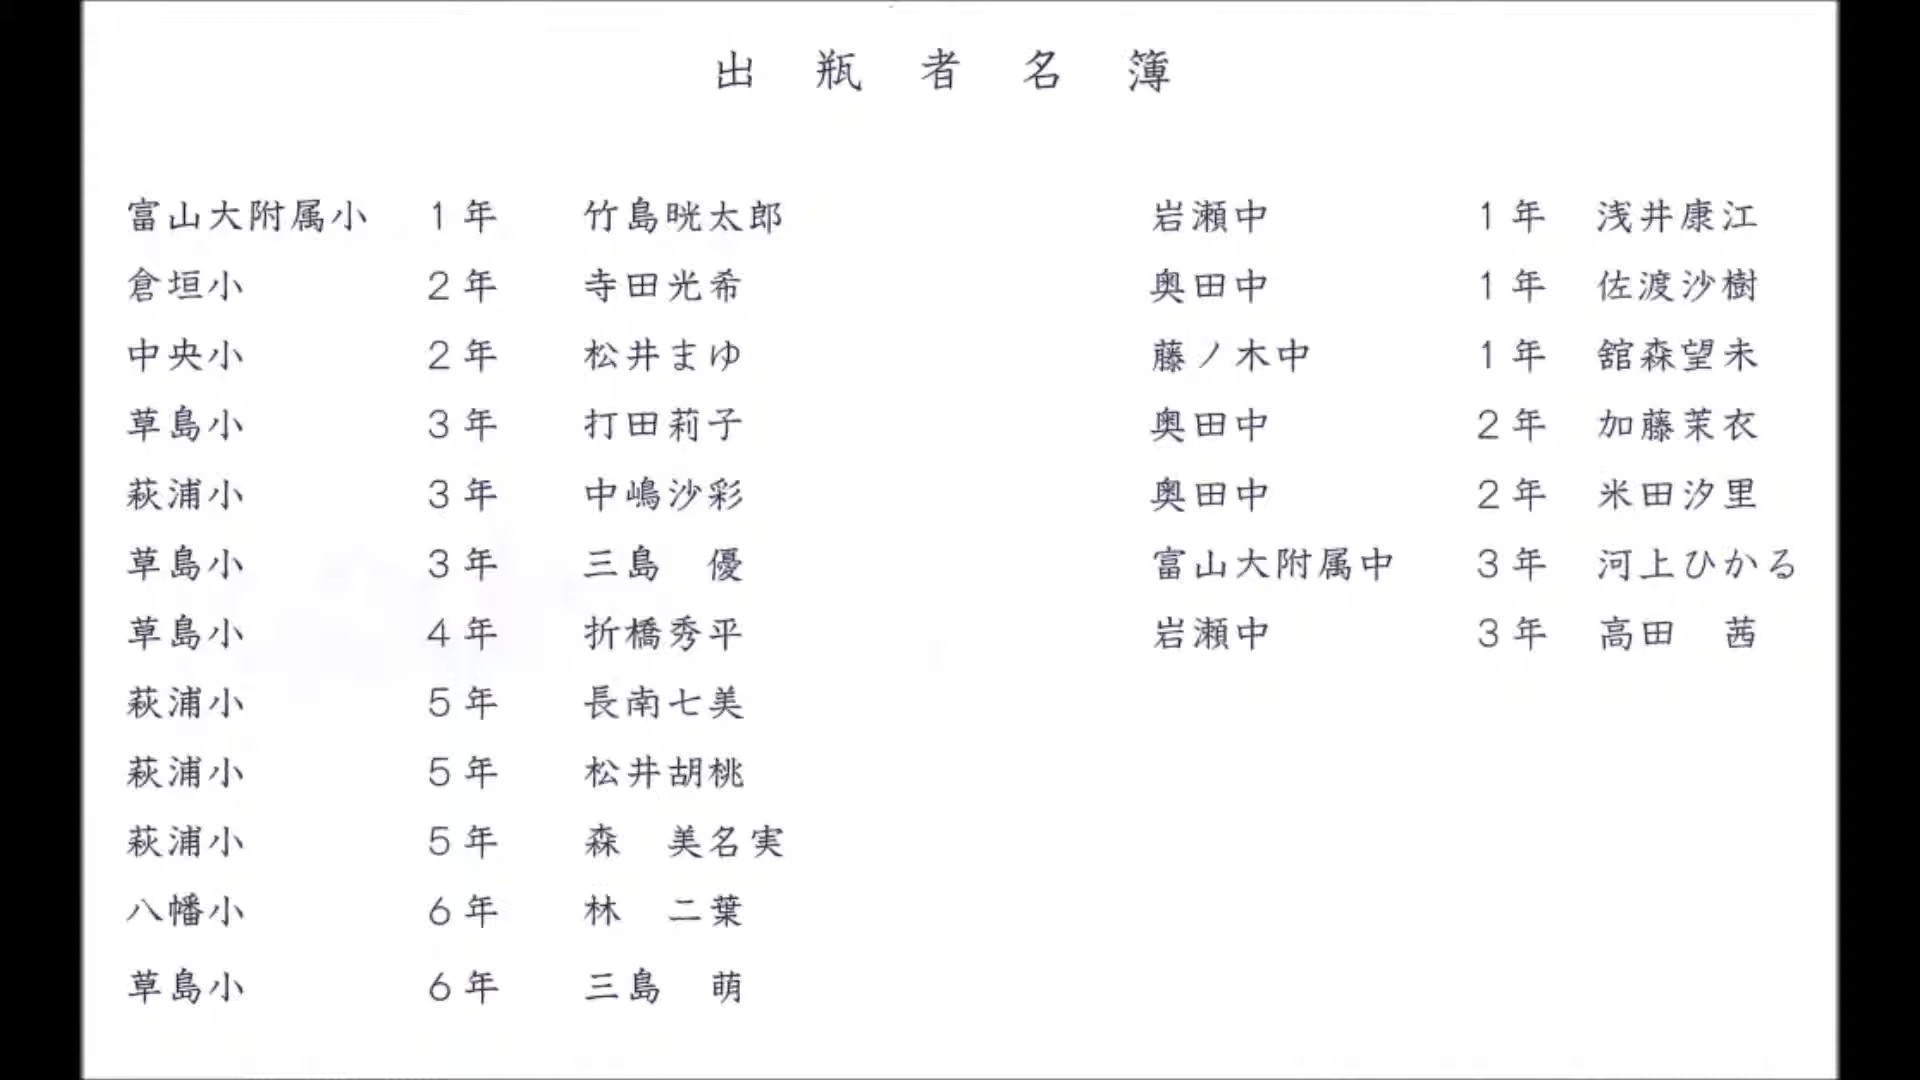 出瓶者名簿
富山大附属小 1年 竹島晄太郎
倉垣小 2年 寺田光希
中央小 2年 松井まゆ
草島小 3年 打田莉子
萩浦小 3年 中嶋沙彩
草島小 3年 三島 優
草島小 4年 折橋秀平
萩浦小 5年 長南七美
萩浦小 5年 松井胡桃
萩浦小 5年 森 美名実
八幡小 6年 林 二葉
草島小 6年 三島 萌
岩瀬中 1年 浅井康江
奥田中 1年 佐渡沙樹
藤ノ木中 1年 舘森望未
奥田中 2年 加藤茉衣
奥田中 2年 米田汐里
富山大附属中 3年 河上ひかる
岩瀬中 3年 高田 茜